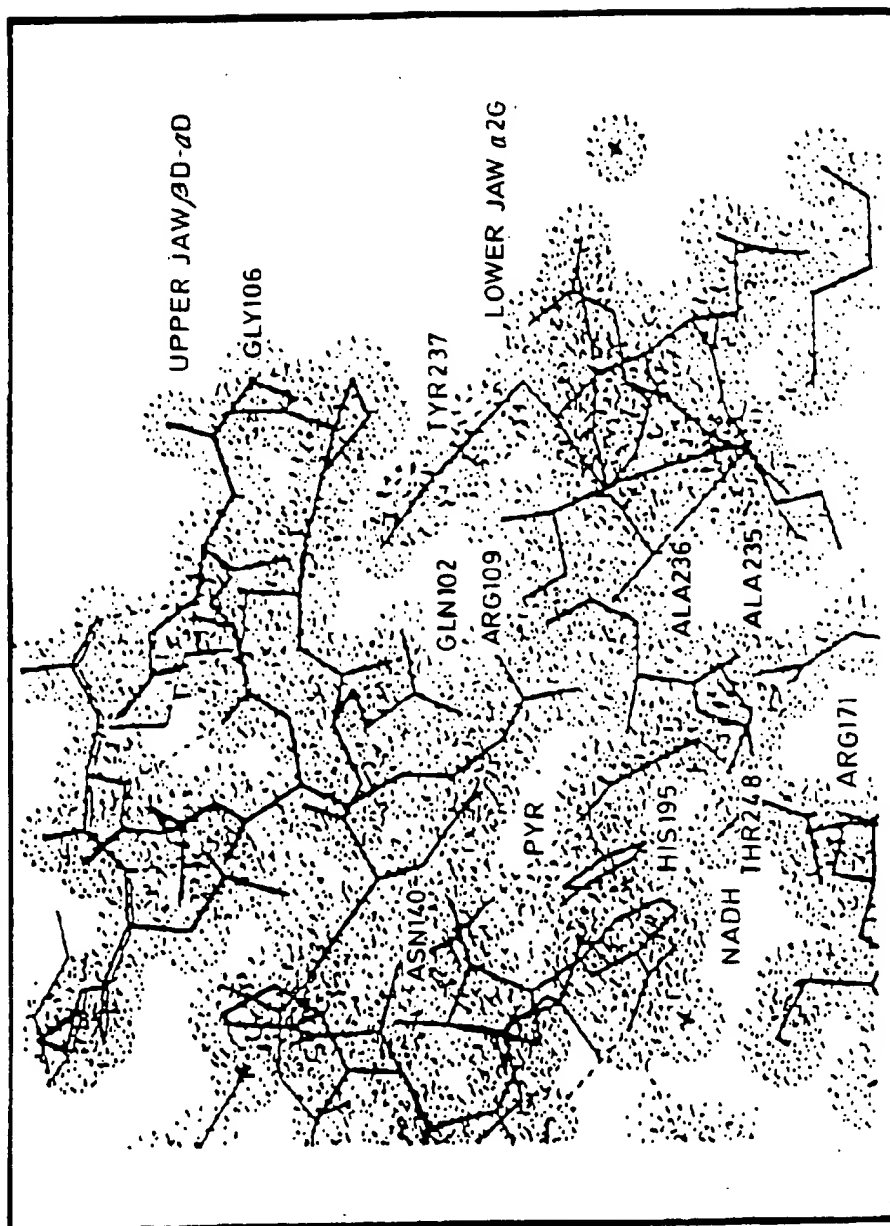 UPPER JAW βD-αD
GLY106
TYR237
LOWER JAW α2G
GLN102
ARG109
ALA236
ALA235
ASN140
PYR
HIS195
THR248
NADH
ARG171